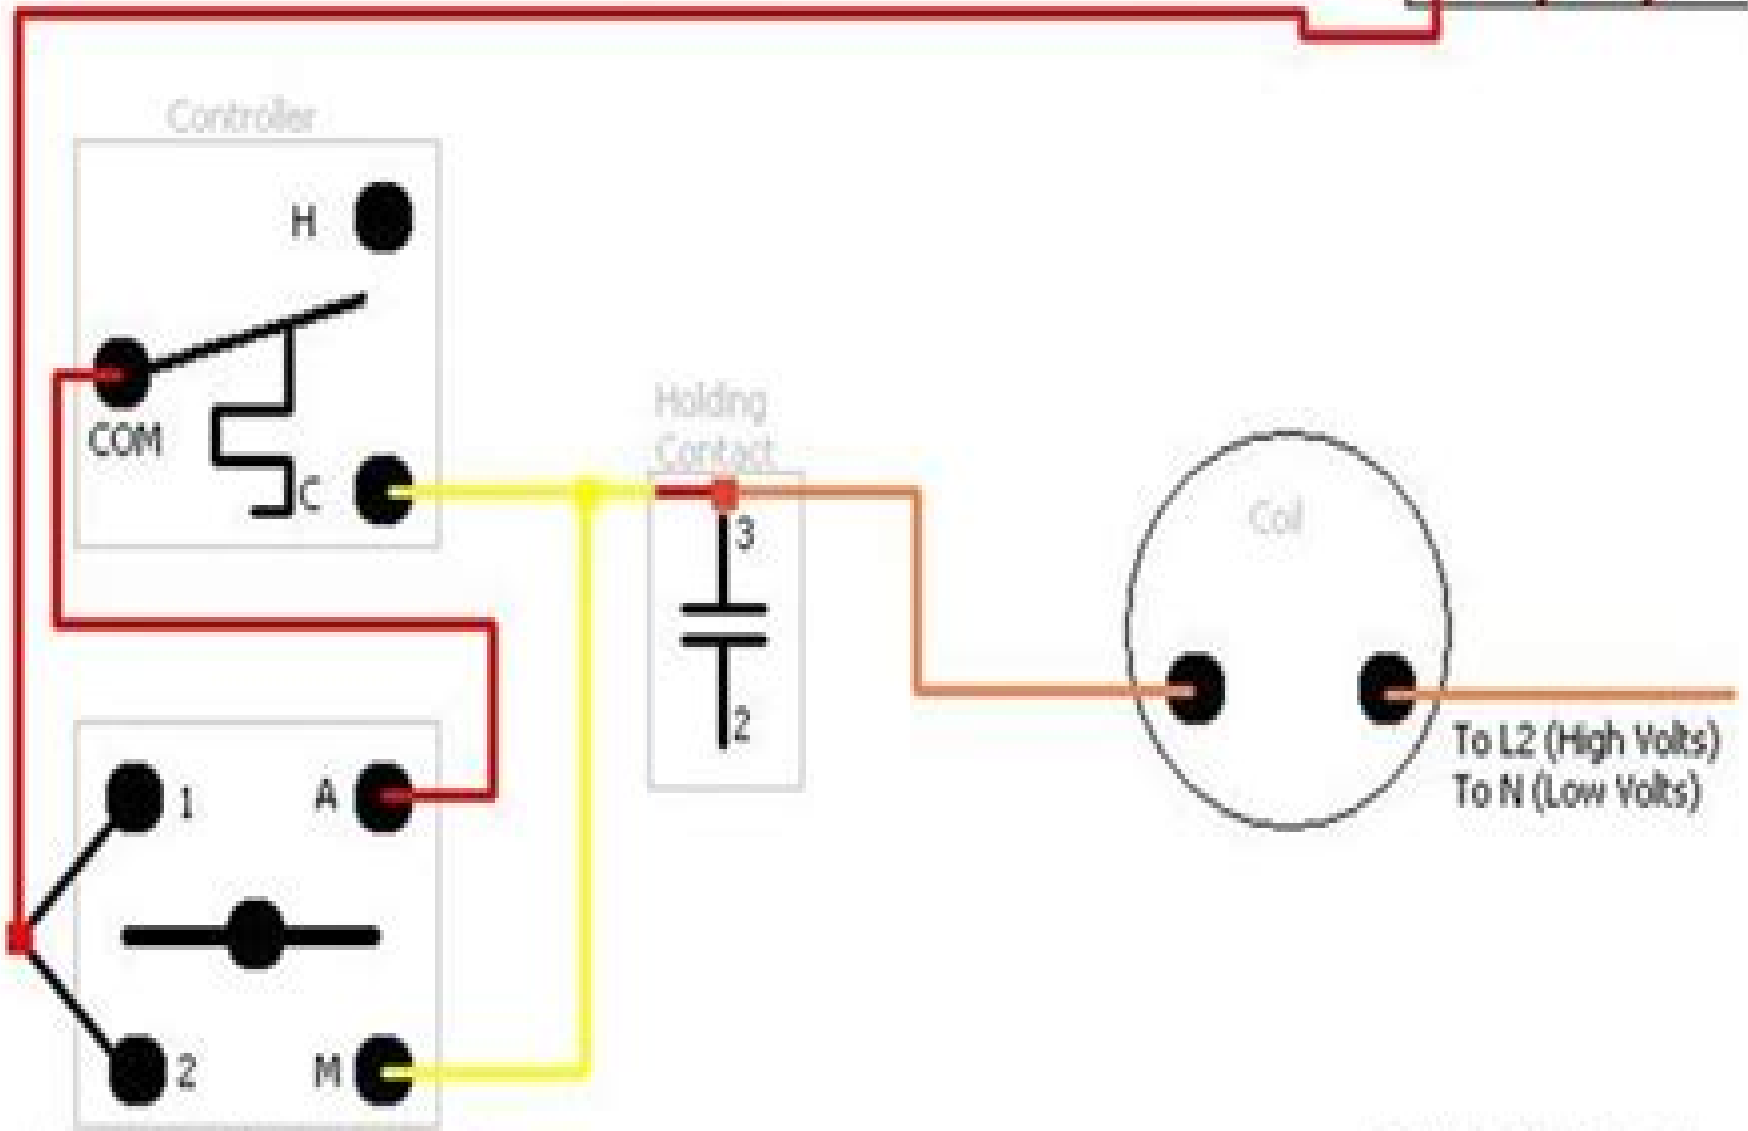 Controller
H
COM
C
Holding
Contact
3
2
Coil
To L2 (High Volts)
To N (Low Volts)
1
A
2
M